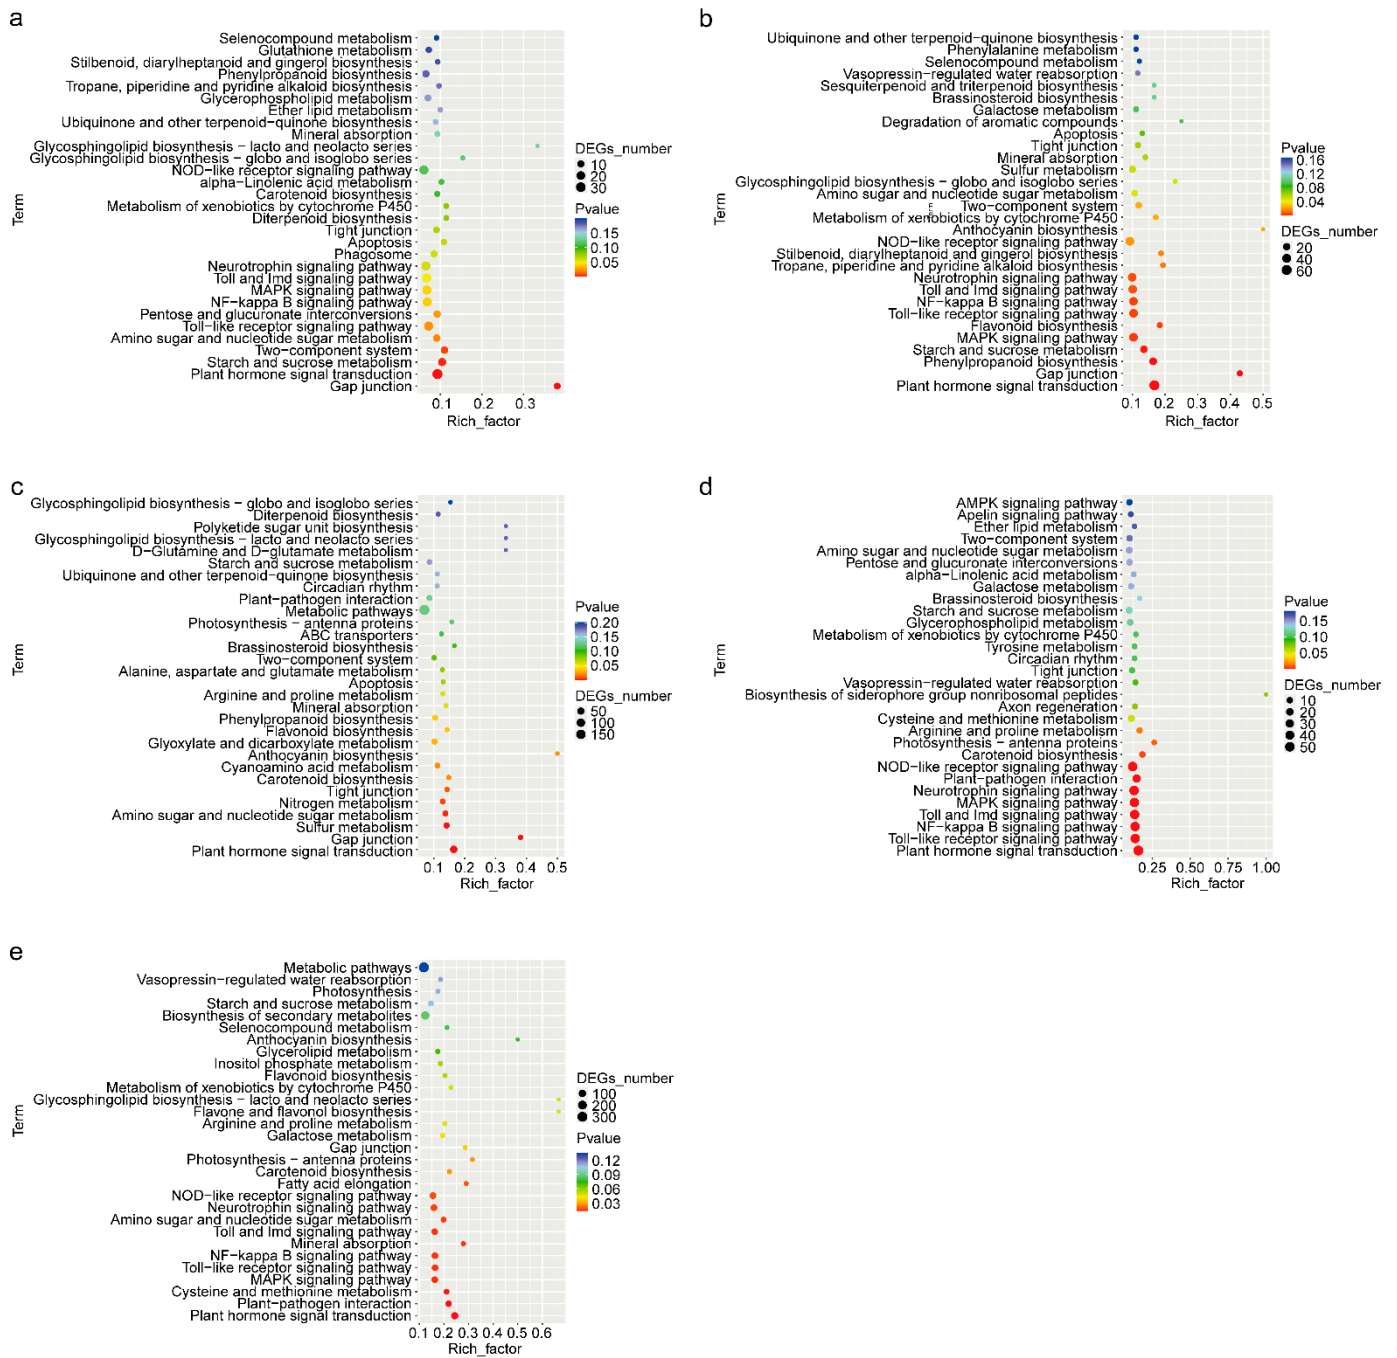 a
Selenocompound metabolism
Glutathione metabolism
Stilbenoid, diarylheptanoid and gingerol biosynthesis
Phenylpropanoid biosynthesis
Tropane, piperidine and pyridine alkaloid biosynthesis
Glycerophospholipid metabolism
Ether lipid metabolism
Ubiquinone and other terpenoid−quinone biosynthesis
Mineral absorption
Glycosphingolipid biosynthesis − lacto and neolacto series
Glycosphingolipid biosynthesis − globo and isoglobo series
NOD−like receptor signaling pathway
alpha−Linolenic acid metabolism
Carotenoid biosynthesis
Metabolism of xenobiotics by cytochrome P450
Diterpenoid biosynthesis
Tight junction
Apoptosis
Phagosome
Neurotrophin signaling pathway
Toll and Imd signaling pathway
MAPK signaling pathway
NF−kappa B signaling pathway
Pentose and glucuronate interconversions
Toll−like receptor signaling pathway
Amino sugar and nucleotide sugar metabolism
Two−component system
Starch and sucrose metabolism
Plant hormone signal transduction
Gap junction
Term
0.1 0.2 0.3
Rich_factor
DEGs_number
10
20
30
Pvalue
0.15
0.10
0.05
b
Ubiquinone and other terpenoid−quinone biosynthesis
Phenylalanine metabolism
Selenocompound metabolism
Vasopressin−regulated water reabsorption
Sesquiterpenoid and triterpenoid biosynthesis
Brassinosteroid biosynthesis
Galactose metabolism
Degradation of aromatic compounds
Apoptosis
Tight junction
Mineral absorption
Sulfur metabolism
Glycosphingolipid biosynthesis − globo and isoglobo series
Amino sugar and nucleotide sugar metabolism
Two−component system
Metabolism of xenobiotics by cytochrome P450
Anthocyanin biosynthesis
NOD−like receptor signaling pathway
Stilbenoid, diarylheptanoid and gingerol biosynthesis
Tropane, piperidine and pyridine alkaloid biosynthesis
Neurotrophin signaling pathway
Toll and Imd signaling pathway
NF−kappa B signaling pathway
Toll−like receptor signaling pathway
Flavonoid biosynthesis
MAPK signaling pathway
Starch and sucrose metabolism
Phenylpropanoid biosynthesis
Gap junction
Plant hormone signal transduction
0.1 0.2 0.3 0.4 0.5
Rich_factor
Pvalue
0.16
0.12
0.08
0.04
DEGs_number
20
40
60
c
Glycosphingolipid biosynthesis − globo and isoglobo series
Diterpenoid biosynthesis
Polyketide sugar unit biosynthesis
Glycosphingolipid biosynthesis − lacto and neolacto series
D−Glutamine and D−glutamate metabolism
Starch and sucrose metabolism
Ubiquinone and other terpenoid−quinone biosynthesis
Circadian rhythm
Plant−pathogen interaction
Metabolic pathways
Photosynthesis − antenna proteins
ABC transporters
Brassinosteroid biosynthesis
Two−component system
Alanine, aspartate and glutamate metabolism
Apoptosis
Arginine and proline metabolism
Mineral absorption
Phenylpropanoid biosynthesis
Flavonoid biosynthesis
Glyoxylate and dicarboxylate metabolism
Anthocyanin biosynthesis
Cyanoamino acid metabolism
Carotenoid biosynthesis
Tight junction
Nitrogen metabolism
Amino sugar and nucleotide sugar metabolism
Sulfur metabolism
Gap junction
Plant hormone signal transduction
Term
0.1 0.2 0.3 0.4 0.5
Rich_factor
Pvalue
0.20
0.15
0.10
0.05
DEGs_number
50
100
150
d
AMPK signaling pathway
Apelin signaling pathway
Ether lipid metabolism
Two−component system
Amino sugar and nucleotide sugar metabolism
Pentose and glucuronate interconversions
alpha−Linolenic acid metabolism
Galactose metabolism
Brassinosteroid biosynthesis
Starch and sucrose metabolism
Glycerophospholipid metabolism
Metabolism of xenobiotics by cytochrome P450
Tyrosine metabolism
Circadian rhythm
Tight junction
Vasopressin−regulated water reabsorption
Biosynthesis of siderophore group nonribosomal peptides
Axon regeneration
Cysteine and methionine metabolism
Arginine and proline metabolism
Photosynthesis − antenna proteins
Carotenoid biosynthesis
NOD−like receptor signaling pathway
Plant−pathogen interaction
Neurotrophin signaling pathway
MAPK signaling pathway
Toll and Imd signaling pathway
NF−kappa B signaling pathway
Toll−like receptor signaling pathway
Plant hormone signal transduction
Term
0.25 0.50 0.75 1.00
Rich_factor
Pvalue
0.15
0.10
0.05
DEGs_number
10
20
30
40
50
e
Metabolic pathways
Vasopressin−regulated water reabsorption
Photosynthesis
Starch and sucrose metabolism
Biosynthesis of secondary metabolites
Selenocompound metabolism
Anthocyanin biosynthesis
Glycerolipid metabolism
Inositol phosphate metabolism
Flavonoid biosynthesis
Metabolism of xenobiotics by cytochrome P450
Glycosphingolipid biosynthesis − lacto and neolacto series
Flavone and flavonol biosynthesis
Arginine and proline metabolism
Galactose metabolism
Gap junction
Photosynthesis − antenna proteins
Carotenoid biosynthesis
Fatty acid elongation
NOD−like receptor signaling pathway
Neurotrophin signaling pathway
Amino sugar and nucleotide sugar metabolism
Toll and Imd signaling pathway
Mineral absorption
NF−kappa B signaling pathway
Toll−like receptor signaling pathway
MAPK signaling pathway
Cysteine and methionine metabolism
Plant−pathogen interaction
Plant hormone signal transduction
Term
0.1 0.2 0.3 0.4 0.5 0.6
Rich_factor
DEGs_number
100
200
300
Pvalue
0.12
0.09
0.06
0.03